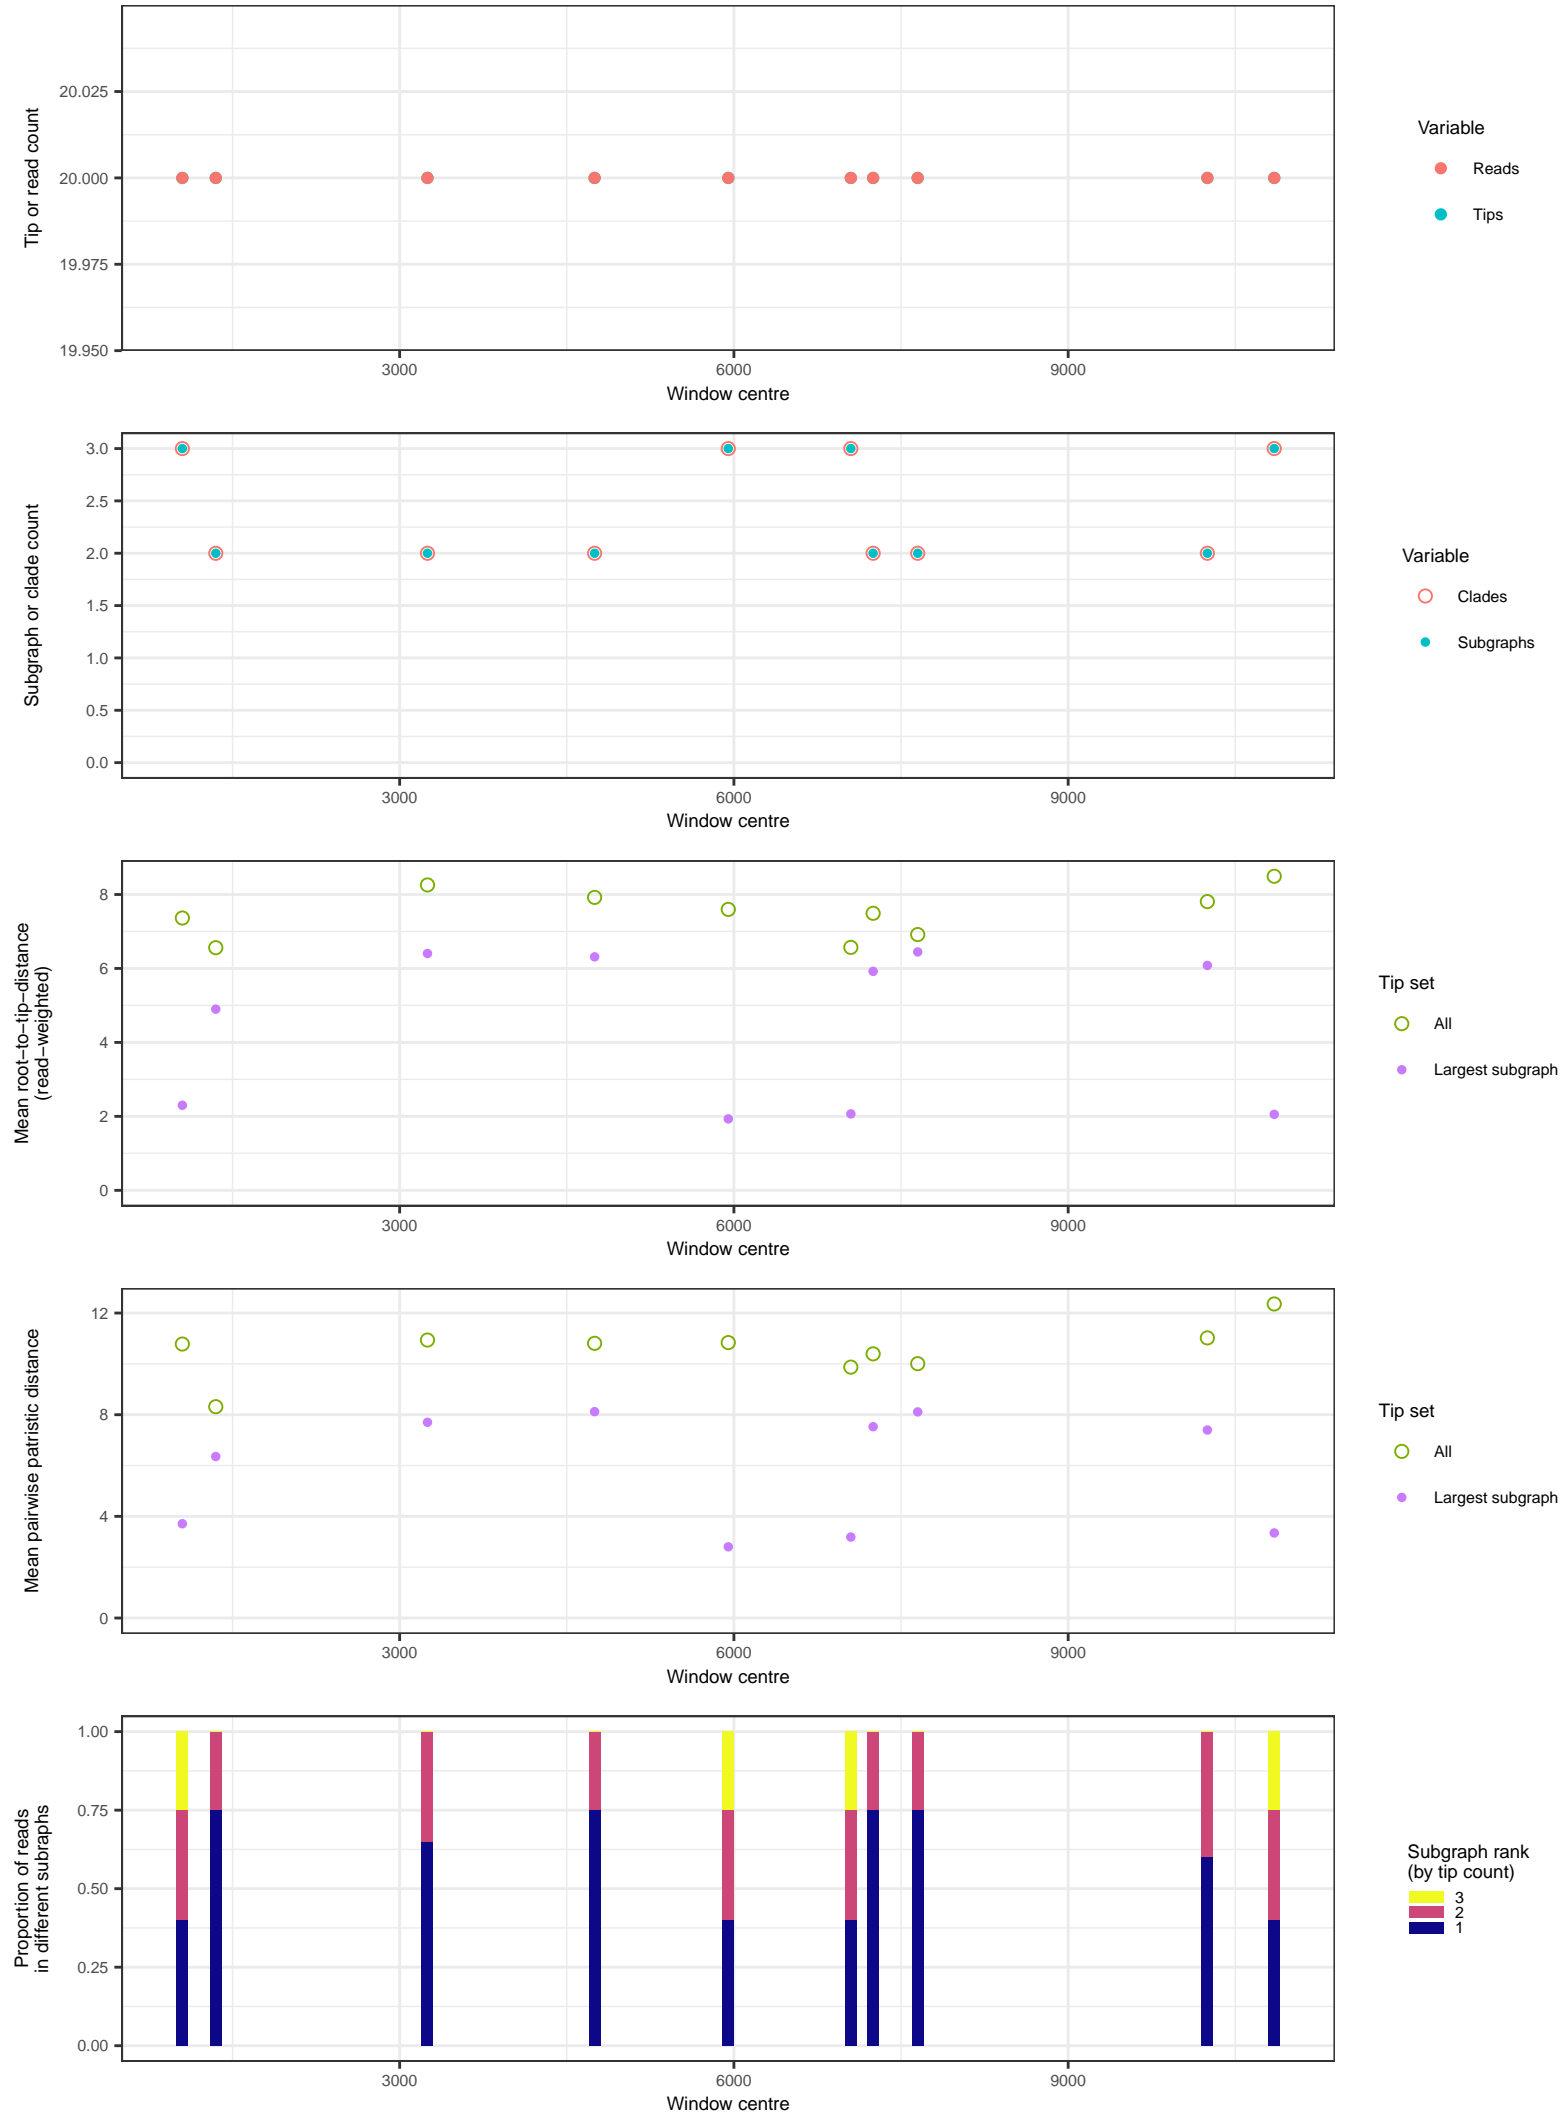 20.025
20.000
19.975
19.950
Tip or read count
3000
6000
9000
Window centre
Variable
Reads
Tips
3.0
2.5
2.0
1.5
1.0
0.5
0.0
Subgraph or clade count
3000
6000
9000
Window centre
Variable
Clades
Subgraphs
8
6
4
2
0
Mean root−to−tip−distance
(read−weighted)
3000
6000
9000
Window centre
Tip set
All
Largest subgraph
12
8
4
0
Mean pairwise patristic distance
3000
6000
9000
Window centre
Tip set
All
Largest subgraph
1.00
0.75
0.50
0.25
0.00
Proportion of reads
in different subraphs
3000
6000
9000
Window centre
Subgraph rank
(by tip count)
3
2
1